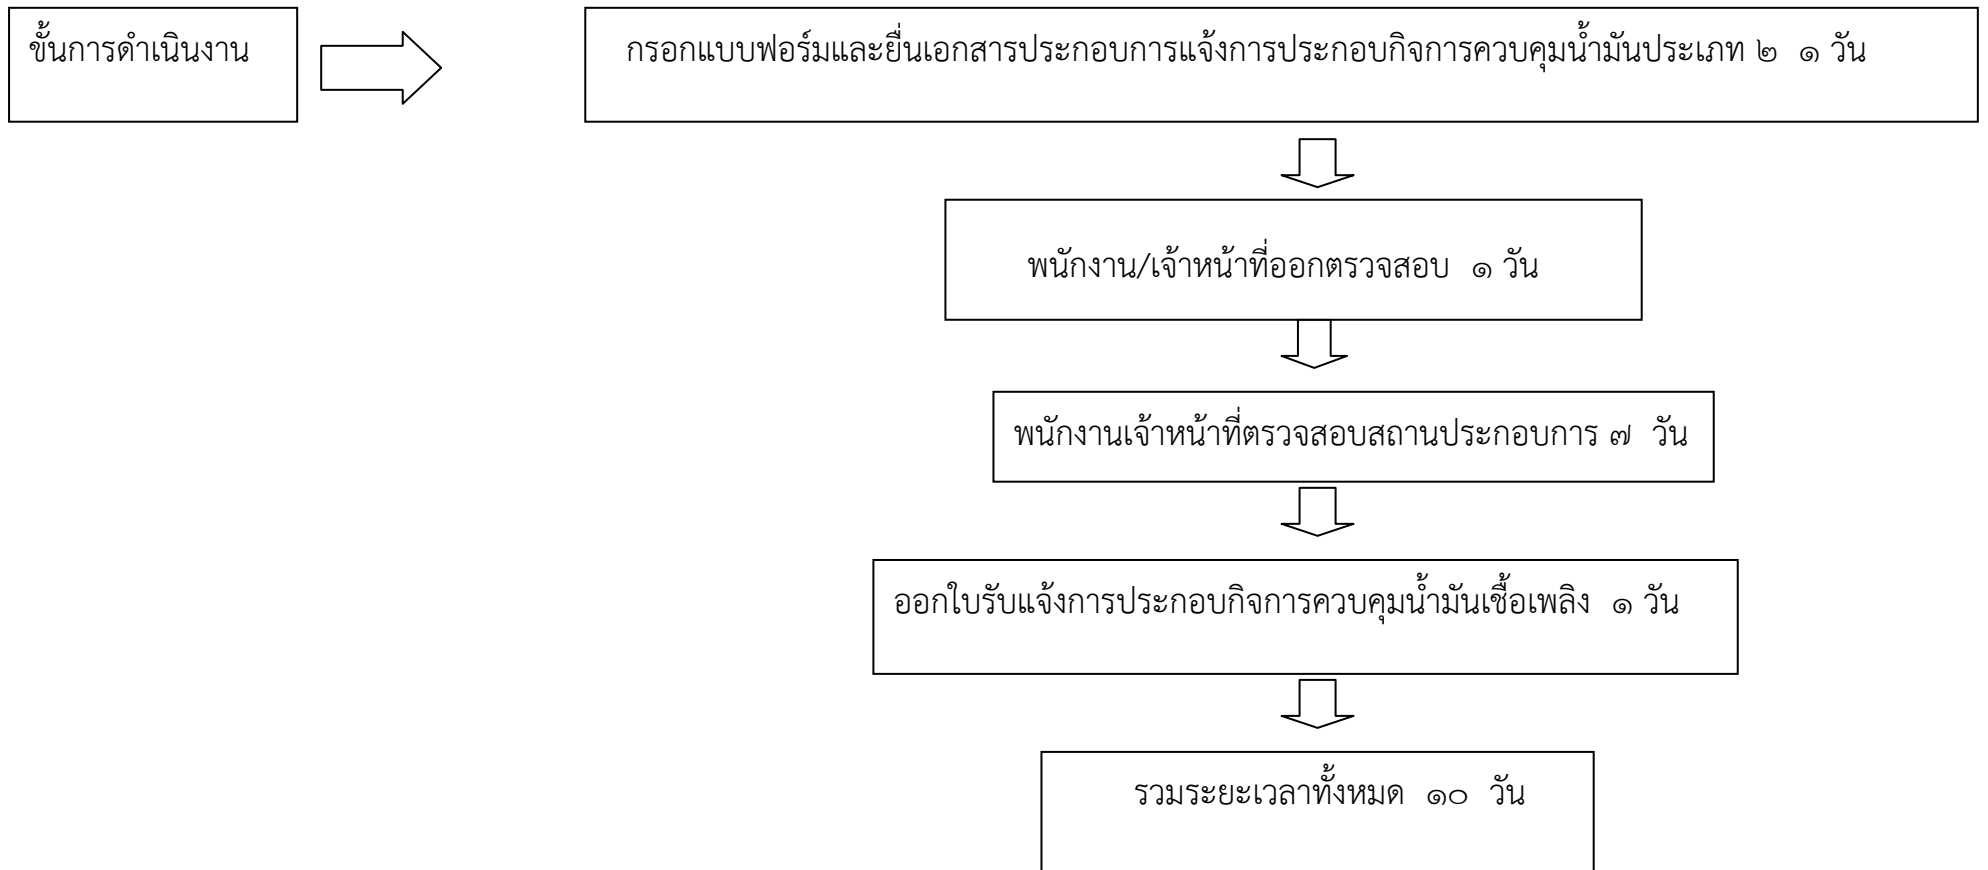 ขั้นการดำเนินงาน
กรอกแบบฟอร์มและยื่นเอกสารประกอบการแจ้งการประกอบกิจการควบคุมน้ำมันประเภท ๒ ๑ วัน
พนักงาน/เจ้าหน้าที่ออกตรวจสอบ ๑ วัน
พนักงานเจ้าหน้าที่ตรวจสอบสถานประกอบการ ๗ วัน
ออกใบรับแจ้งการประกอบกิจการควบคุมน้ำมันเชื้อเพลิง ๑ วัน
รวมระยะเวลาทั้งหมด ๑๐ วัน